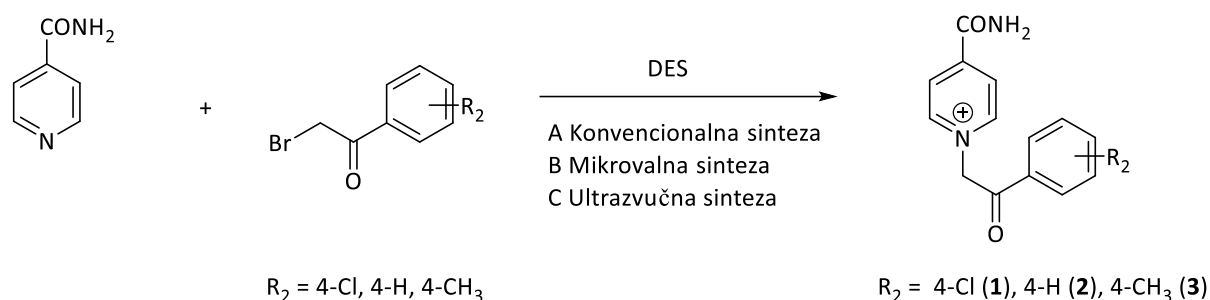 CONH2
N
+
Br
O
R2
DES
A Konvencionalna sinteza
B Mikrovalna sinteza
C Ultrazvučna sinteza
CONH2
+
N
O
R2
R2 = 4-Cl, 4-H, 4-CH3
R2 = 4-Cl (1), 4-H (2), 4-CH3 (3)